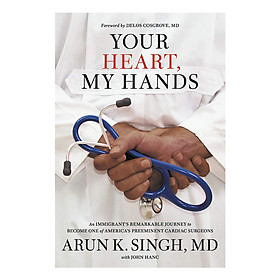 Foreword by DELOS COSGROVE, MD
YOUR
HEART,
MY HANDS
AN IMMIGRANT'S REMARKABLE JOURNEY to
BECOME ONE of AMERICA'S PREEMINENT CARDIAC SURGEONS
ARUN K. SINGH, MD
with JOHN HANC